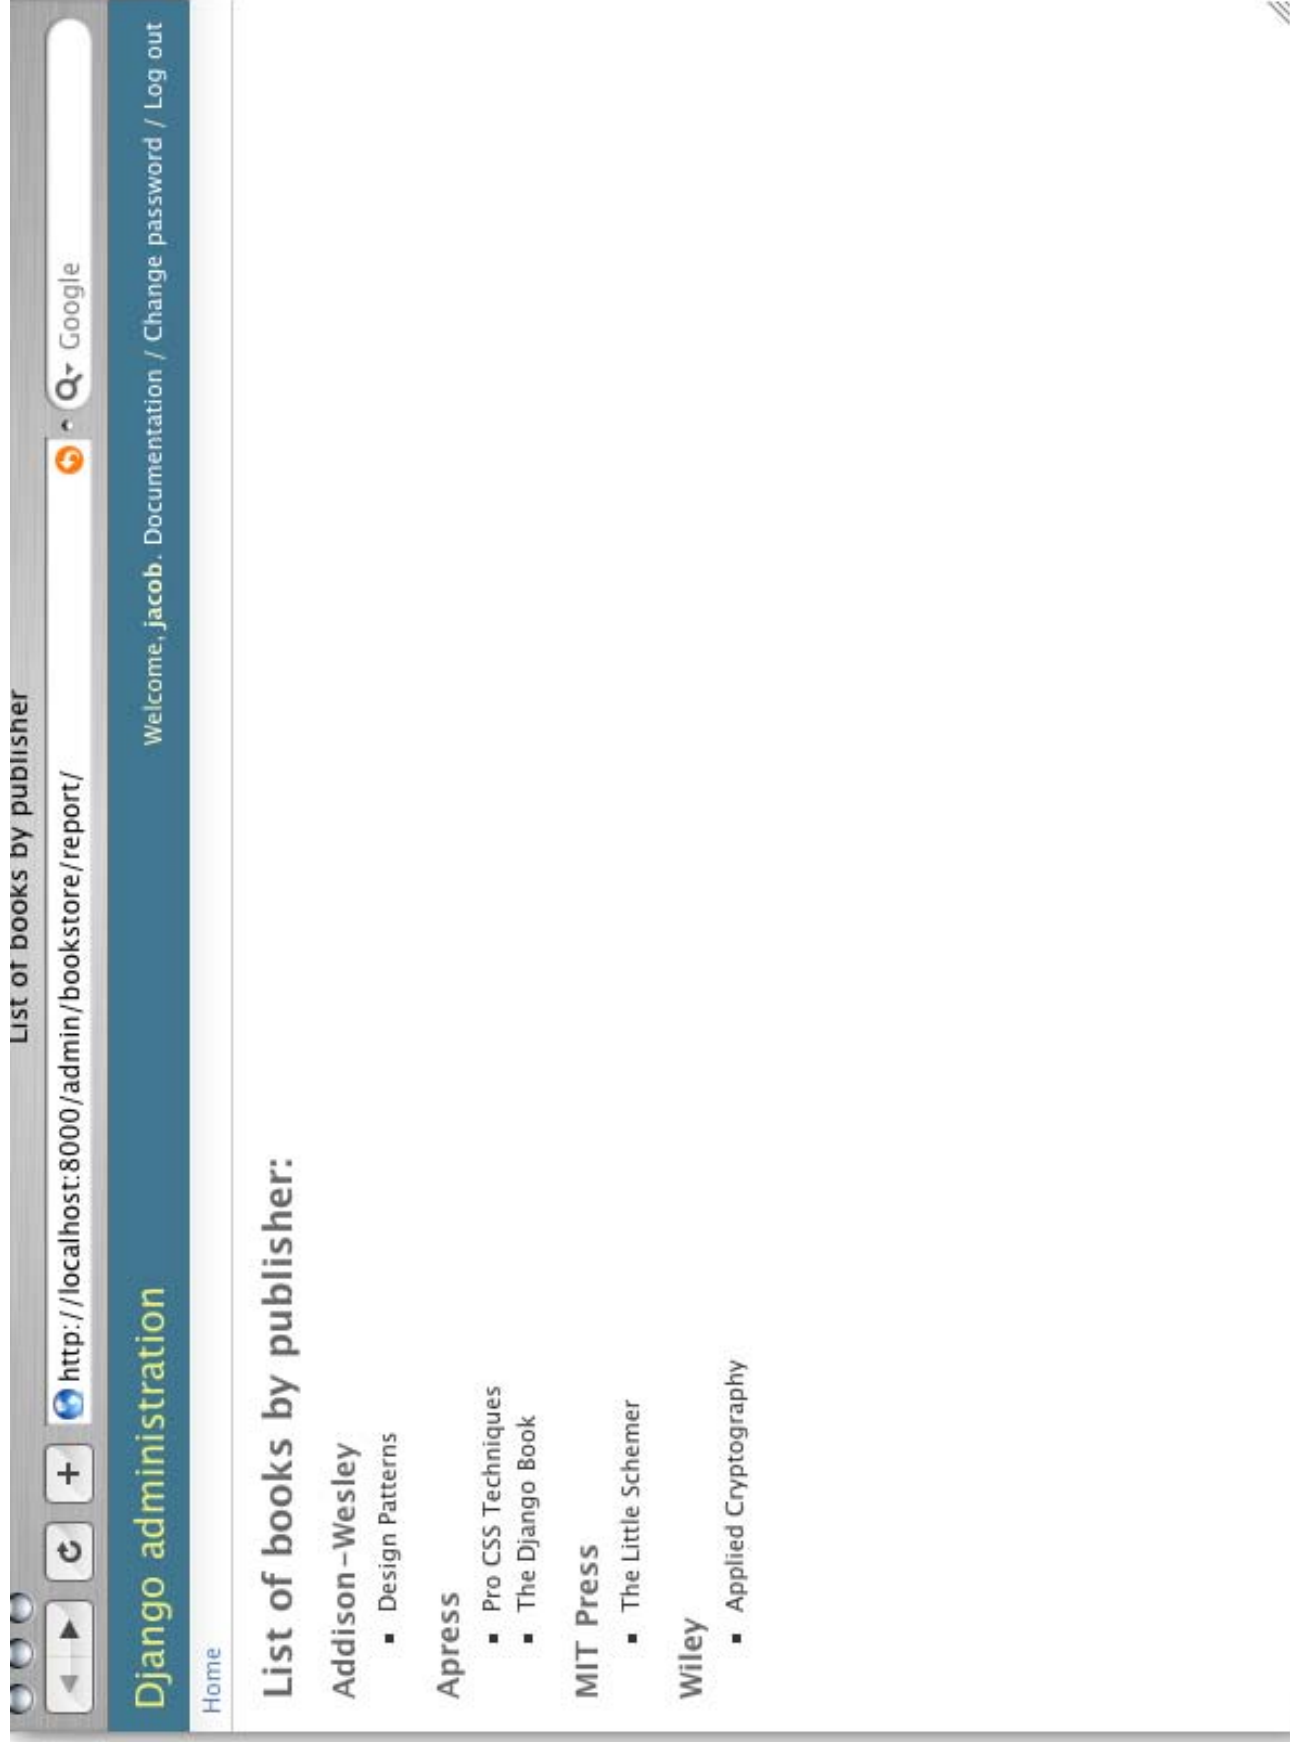 List of books by publisher
http://localhost:8000/admin/bookstore/report/
Google
Django administration
Welcome, jacob. Documentation / Change password / Log out
Home
List of books by publisher:
Addison-Wesley
Design Patterns
Apress
Pro CSS Techniques
The Django Book
MIT Press
The Little Schemer
Wiley
Applied Cryptography